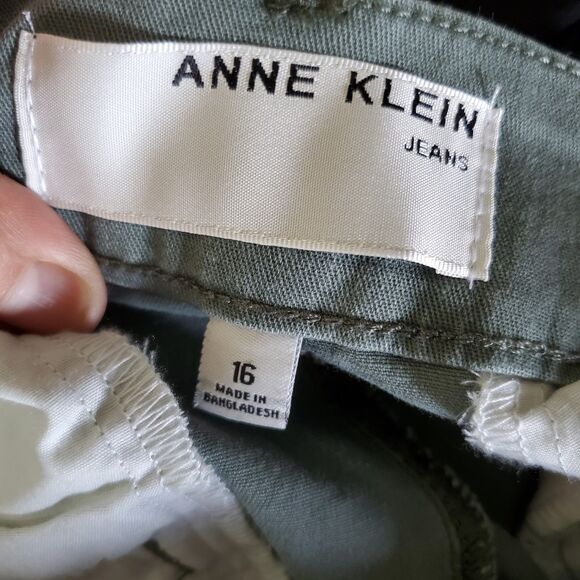 ANNE KLEIN
JEANS
16
MADE IN
BANGLADESH